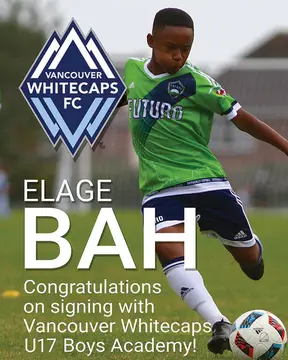 VANCOUVER
WHITECAPS
FC
FUTURO
ELAGE
BAH
Congratulations
on signing with
Vancouver Whitecaps
U17 Boys Academy!